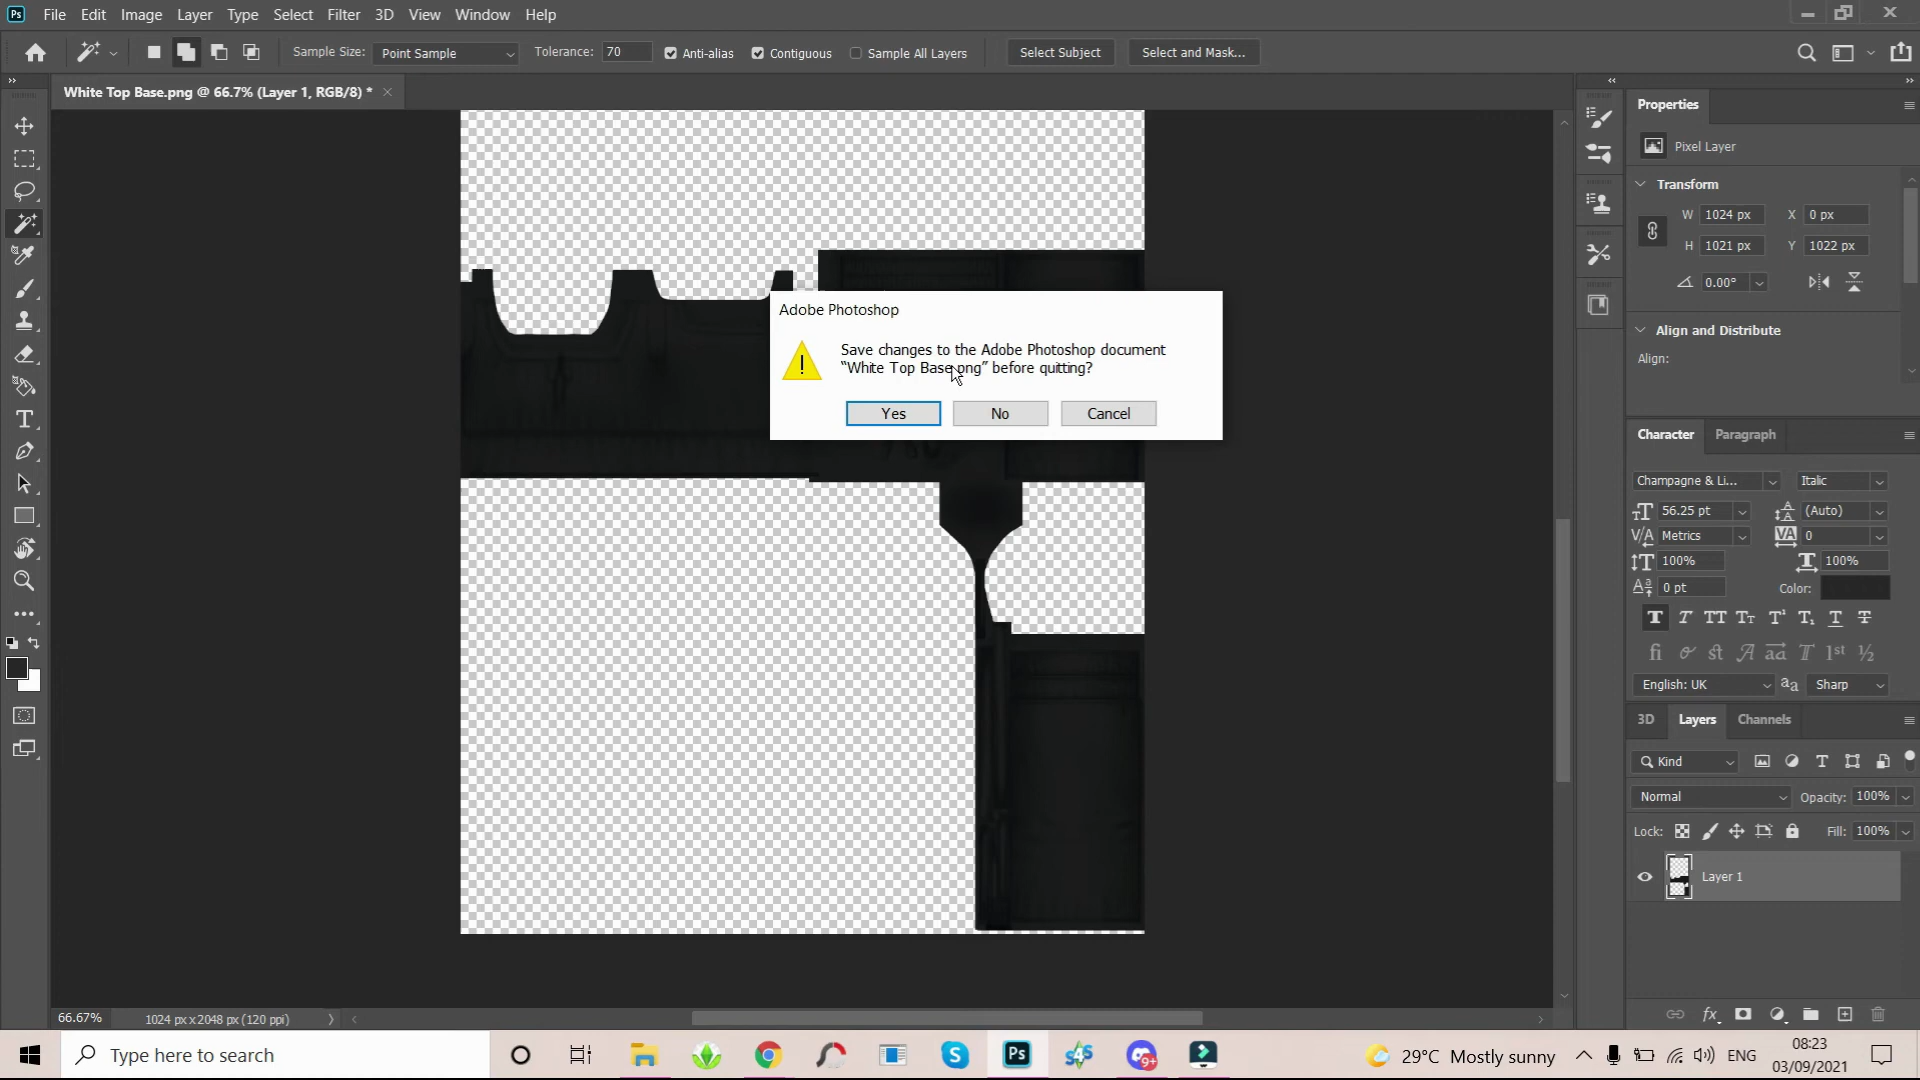 Ps File Edit Image Layer Type Select Filter 3D View Window Help
Sample Size: Point Sample Tolerance: 70 Anti-alias Contiguous Sample All Layers Select Subject Select and Mask...
White Top Base.png @ 66.7% (Layer 1, RGB/8) *
Properties
Pixel Layer
Transform
W 1024 px X 0 px
H 1021 px Y 1022 px
0.00°
Align and Distribute
Align:
Adobe Photoshop
Save changes to the Adobe Photoshop document
“White Top Base.png” before quitting?
Yes No Cancel
Character Paragraph
Champagne & Li... Italic
56.25 pt (Auto)
Metrics 0
100% 100%
0 pt Color:
English: UK Sharp
3D Layers Channels
Kind
Normal Opacity: 100%
Lock: Fill: 100%
Layer 1
66.67% 1024 px x 2048 px (120 ppi)
Type here to search
Ps
9+
29°C Mostly sunny
ENG
08:23
03/09/2021